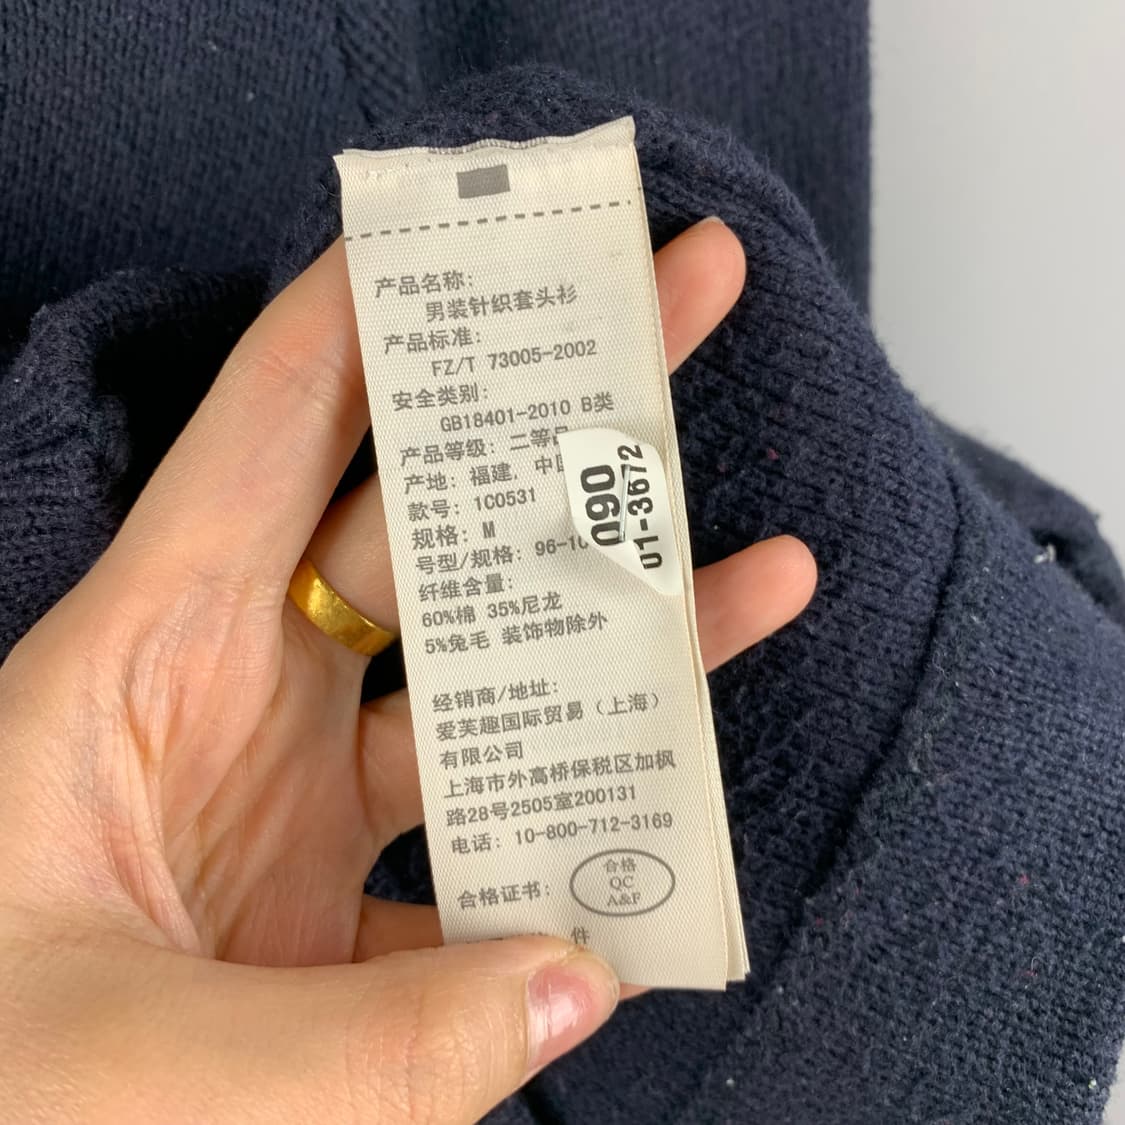 产品名称:
男装针织套头衫
产品标准:
FZ/T 73005-2002
安全类别:
GB18401-2010 B类
产品等级: 二等
产地: 福建, 中
款号: 1C0531
规格: M
号型/规格: 96-1
纤维含量:
60%棉 35%尼龙
5%兔毛 装饰物除外
经销商/地址:
爱芙趣国际贸易（上海）
有限公司
上海市外高桥保税区加枫
路28号2505室200131
电话: 10-800-712-3169
合格证书:
合格
QC
A&F
件
090
01-3672